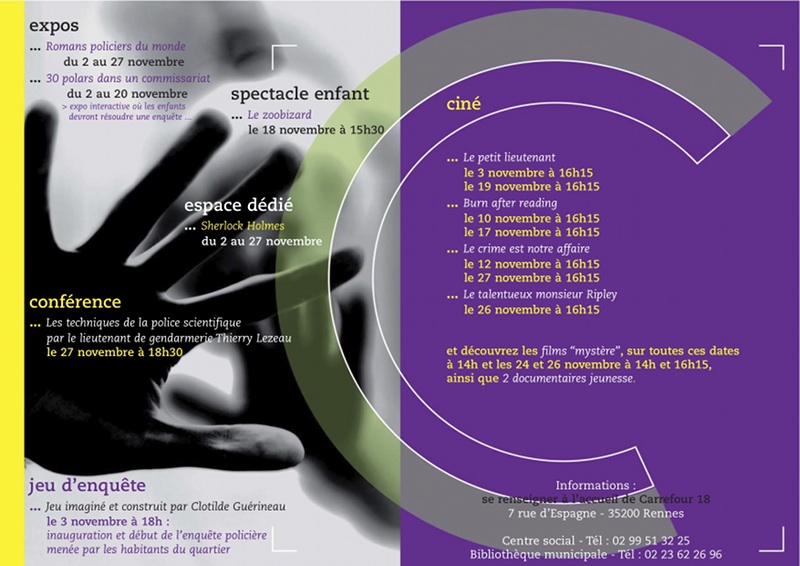 expos
... Romans policiers du monde
du 2 au 27 novembre
... 30 polars dans un commissariat
du 2 au 20 novembre
> expo interactive où les enfants
devront résoudre une enquête ...
spectacle enfant
... Le zoobizard
le 18 novembre à 15h30
espace dédié
... Sherlock Holmes
du 2 au 27 novembre
conférence
... Les techniques de la police scientifique
par le lieutenant de gendarmerie Thierry Lezeau
le 27 novembre à 18h30
jeu d'enquête
... Jeu imaginé et construit par Clotilde Guérineau
le 3 novembre à 18h :
inauguration et début de l'enquête policière
menée par les habitants du quartier
ciné
... Le petit lieutenant
le 3 novembre à 16h15
le 19 novembre à 16h15
... Burn after reading
le 10 novembre à 16h15
le 17 novembre à 16h15
... Le crime est notre affaire
le 12 novembre à 16h15
le 27 novembre à 16h15
... Le talentueux monsieur Ripley
le 26 novembre à 16h15
et découvrez les films "mystère", sur toutes ces dates
à 14h et les 24 et 26 novembre à 14h et 16h15,
ainsi que 2 documentaires jeunesse.
Informations :
se renseigner à l'accueil de Carrefour 18
7 rue d'Espagne - 35200 Rennes
Centre social - Tél : 02 99 51 32 25
Bibliothèque municipale - Tél : 02 23 62 26 96